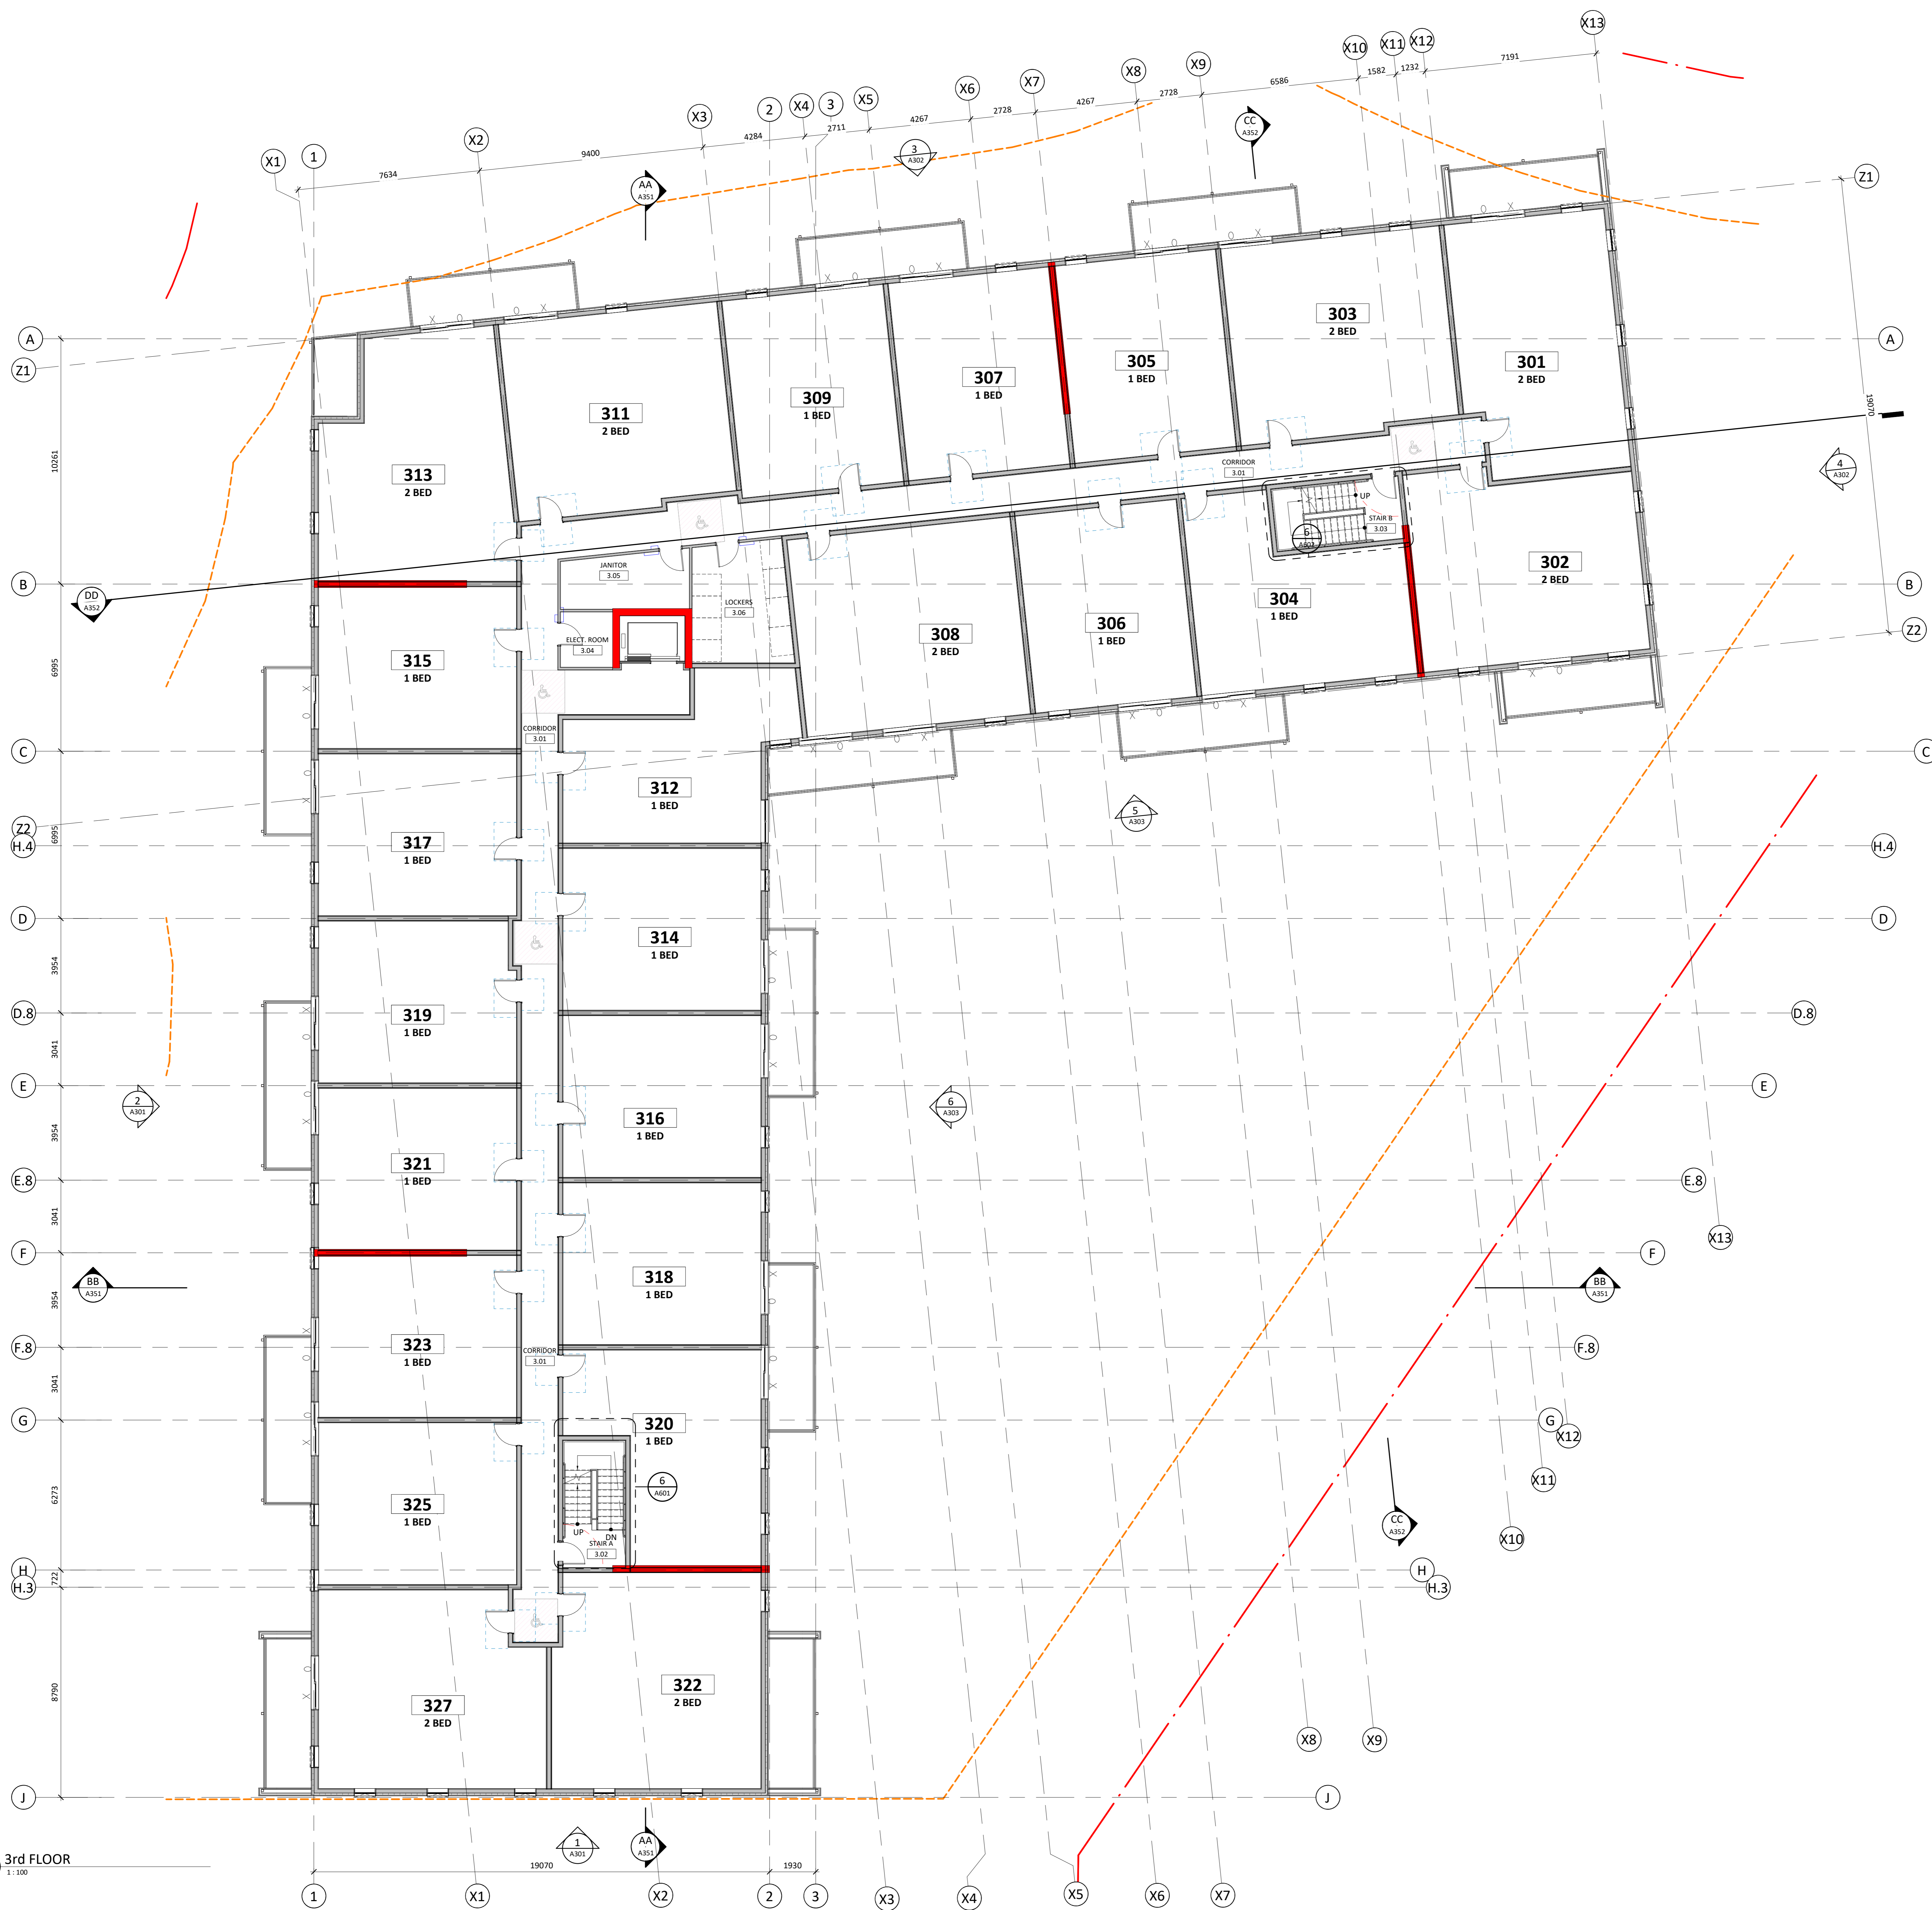 X13
X10
X11
X12
X9
X8
X7
X6
X5
3
X4
2
X3
X2
1
X1
7191
1232
1582
6586
2728
4267
2728
4267
2711
4284
9400
7634
CC
A352
3
A302
AA
A351
Z1
A
A
Z1
19070
10261
303
2 BED
305
1 BED
301
2 BED
307
1 BED
309
1 BED
311
2 BED
313
2 BED
CORRIDOR
3.01
4
A302
UP
STAIR B
3.03
6
B
B
DD
A352
302
2 BED
304
1 BED
306
1 BED
308
2 BED
JANITOR
3.05
LOCKERS
3.06
ELECT. ROOM
3.04
Z2
6995
315
1 BED
CORRIDOR
3.01
C
C
312
1 BED
5
A303
Z2
6995
317
1 BED
H.4
H.4
D
D
314
1 BED
3954
319
1 BED
D.8
D.8
3041
E
E
2
A301
6
A303
316
1 BED
3954
321
1 BED
E.8
E.8
3041
X13
F
F
BB
A351
318
1 BED
BB
A351
3954
323
1 BED
CORRIDOR
3.01
F.8
F.8
3041
G
320
1 BED
G
X12
X11
6273
325
1 BED
6
A601
UP
DN
STAIR A
3.02
CC
A352
X10
H
H
722
H.3
H.3
8790
327
2 BED
322
2 BED
X8
X9
J
J
1
A301
AA
A351
3rd FLOOR
1 : 100
19070
1930
1
X1
X2
2
3
X3
X4
X5
X6
X7